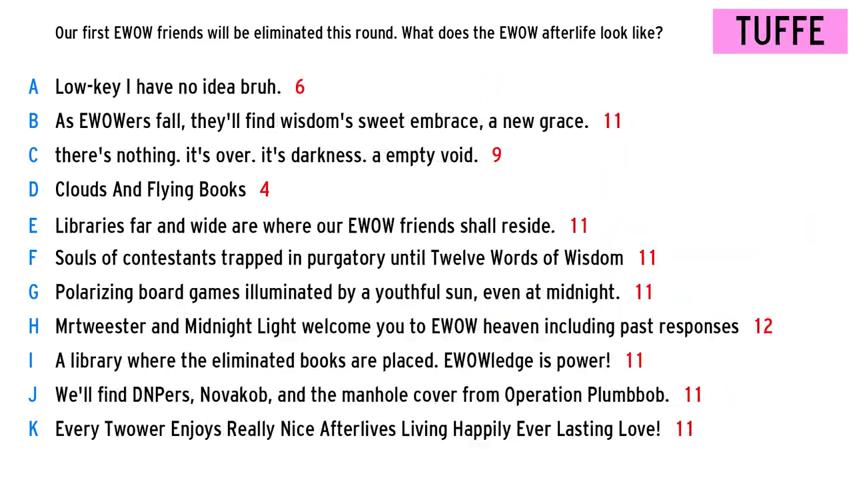 Our first EWOW friends will be eliminated this round. What does the EWOW afterlife look like?
TUFFE
A Low-key I have no idea bruh. 6
B As EWOWers fall, they'll find wisdom's sweet embrace, a new grace. 11
C there's nothing. it's over. it's darkness. a empty void. 9
D Clouds And Flying Books 4
E Libraries far and wide are where our EWOW friends shall reside. 11
F Souls of contestants trapped in purgatory until Twelve Words of Wisdom 11
G Polarizing board games illuminated by a youthful sun, even at midnight. 11
H Mrtweester and Midnight Light welcome you to EWOW heaven including past responses 12
I A library where the eliminated books are placed. EWOWledge is power! 11
J We'll find DNPers, Novakob, and the manhole cover from Operation Plumbbob. 11
K Every Twower Enjoys Really Nice Afterlives Living Happily Ever Lasting Love! 11